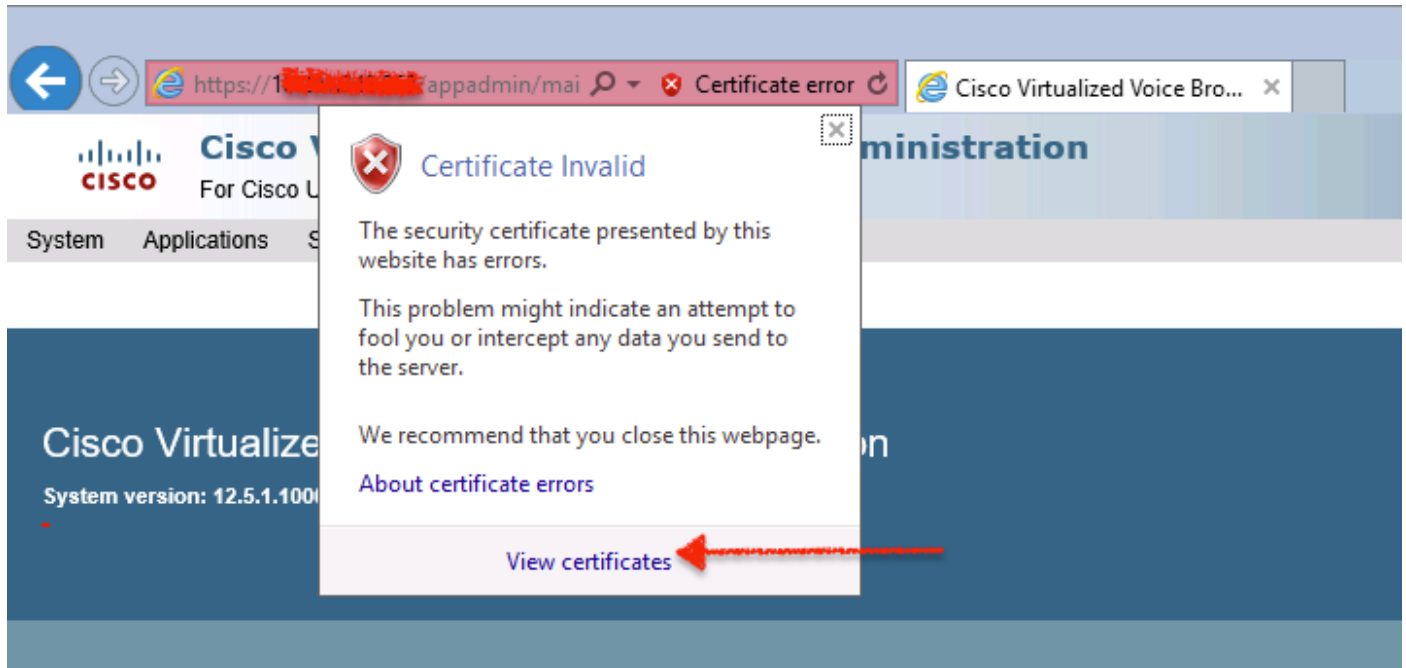 https://1 /appadmin/mai
Certificate error
Cisco Virtualized Voice Bro...
Certificate Invalid
cisco
Cisco V ministration
For Cisco U
System Applications S
The security certificate presented by this
website has errors.
This problem might indicate an attempt to
fool you or intercept any data you send to
the server.
We recommend that you close this webpage.
Cisco Virtualize on
About certificate errors
System version: 12.5.1.1000
View certificates